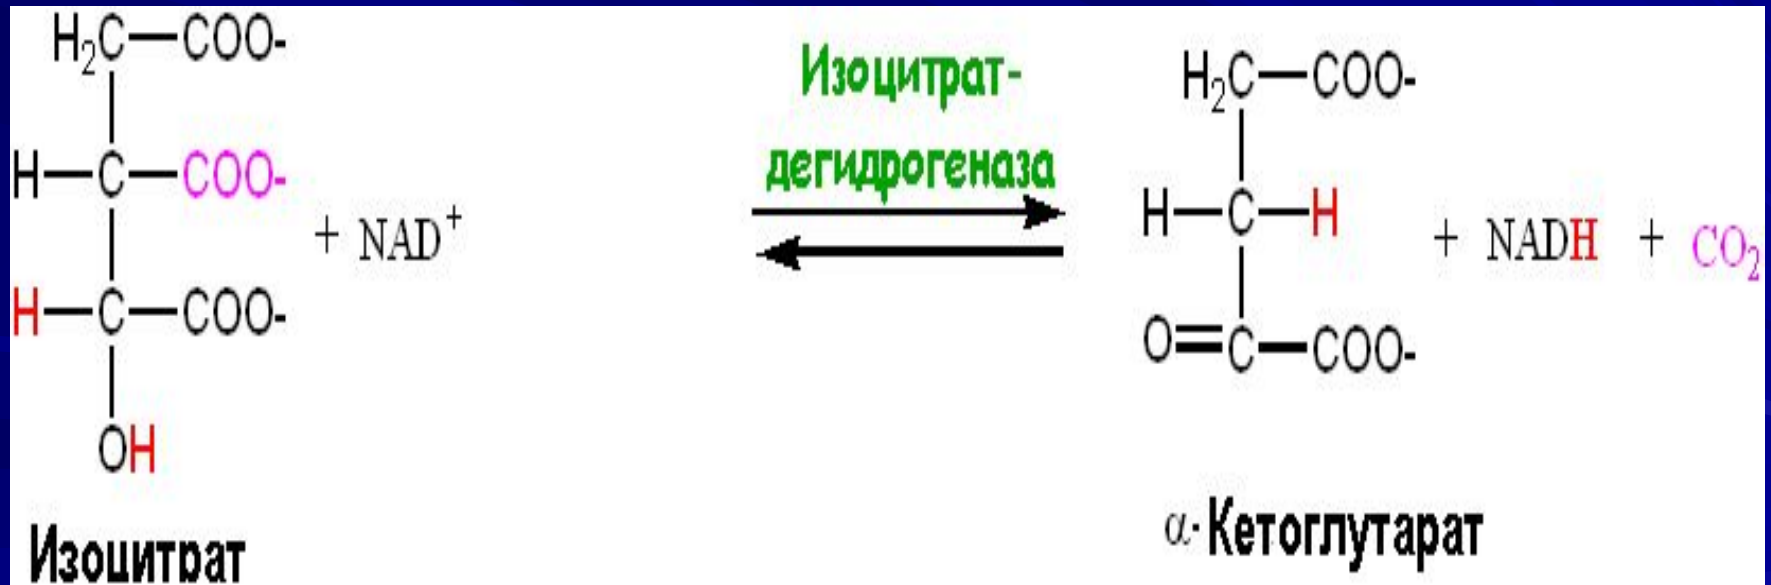 H₂C—COO-
H—C—COO-
+ NAD⁺
H—C—COO-
OH
Изоцитрат
Изоцитрат-
дегидрогеназа
H₂C—COO-
H—C—H
+ NADH + CO₂
O=C—COO-
α-Кетоглутарат